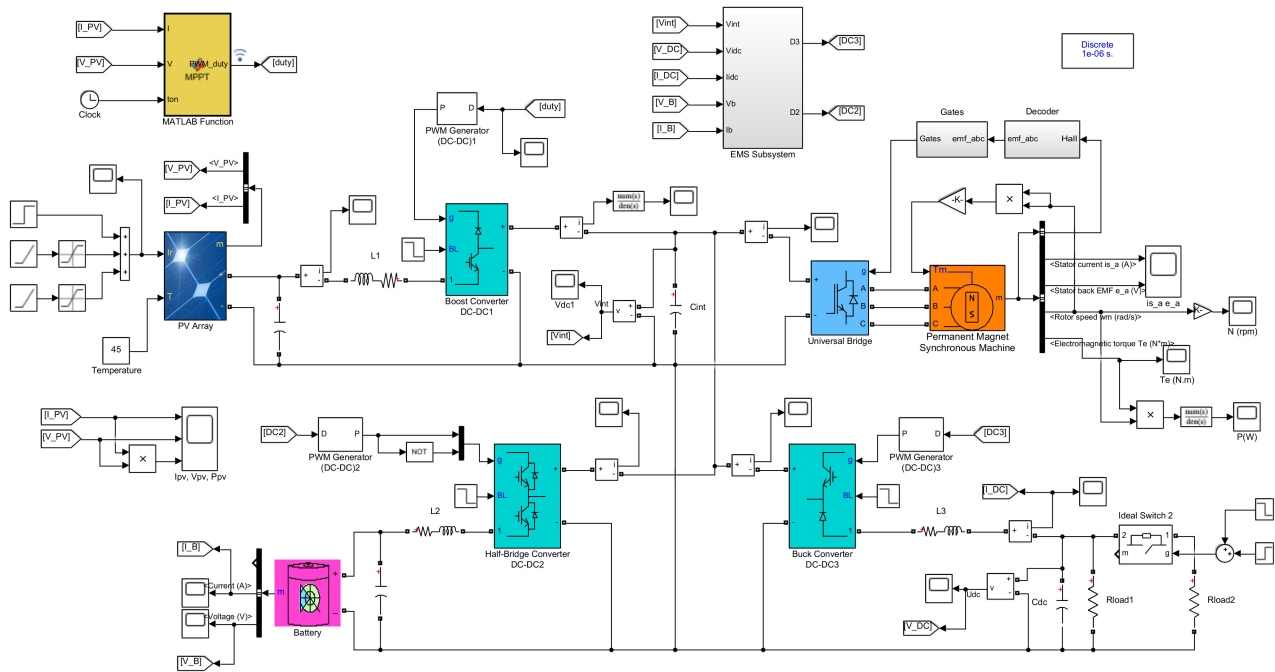 [I_PV]
[V_PV]
Clock
I
V
ton
PWM_duty
MPPT
MATLAB Function
[duty]
[Vint]
[V_DC]
[I_DC]
[V_B]
[I_B]
Vint
Vidc
Iidc
Vb
Ib
D3
D2
EMS Subsystem
[DC3]
[DC2]
Discrete
1e-06 s.
P
D
PWM Generator
(DC-DC)1
[duty]
Gates
Gates
emf_abc
Decoder
emf_abc
Hall
[V_PV]
<V_PV>
[I_PV]
<I_PV>
+
+
+
Ir
T
m
+
-
PV Array
45
Temperature
+
i
-
L1
g
BL
1
+
-
Boost Converter
DC-DC1
+
i
-
num(s)
den(s)
Vdc1
Vint
v
+
-
[Vint]
Cint
+
i
-
-K-
×
g
+
-
A
B
C
Universal Bridge
Tm
A
B
C
N
S
m
Permanent Magnet
Synchronous Machine
<Stator current is_a (A)>
<Stator back EMF e_a (V)>
is_a e_a
<Rotor speed wm (rad/s)>
K-
N (rpm)
<Electromagnetic torque Te (N*m)>
Te (N.m)
×
num(s)
den(s)
P(W)
[I_PV]
[V_PV]
×
Ipv, Vpv, Ppv
[DC2]
D
P
PWM Generator
(DC-DC)2
NOT
g
BL
1
+
-
Half-Bridge Converter
DC-DC2
+
i
-
L2
+
i
-
g
BL
1
+
-
Buck Converter
DC-DC3
P
D
PWM Generator
(DC-DC)3
[DC3]
L3
+
i
-
[I_DC]
Ideal Switch 2
2
1
m
g
+
+
[I_B]
<Current (A)>
<Voltage (V)>
[V_B]
m
+
_
Battery
Udc
v
+
-
[V_DC]
Cdc
Rload1
Rload2